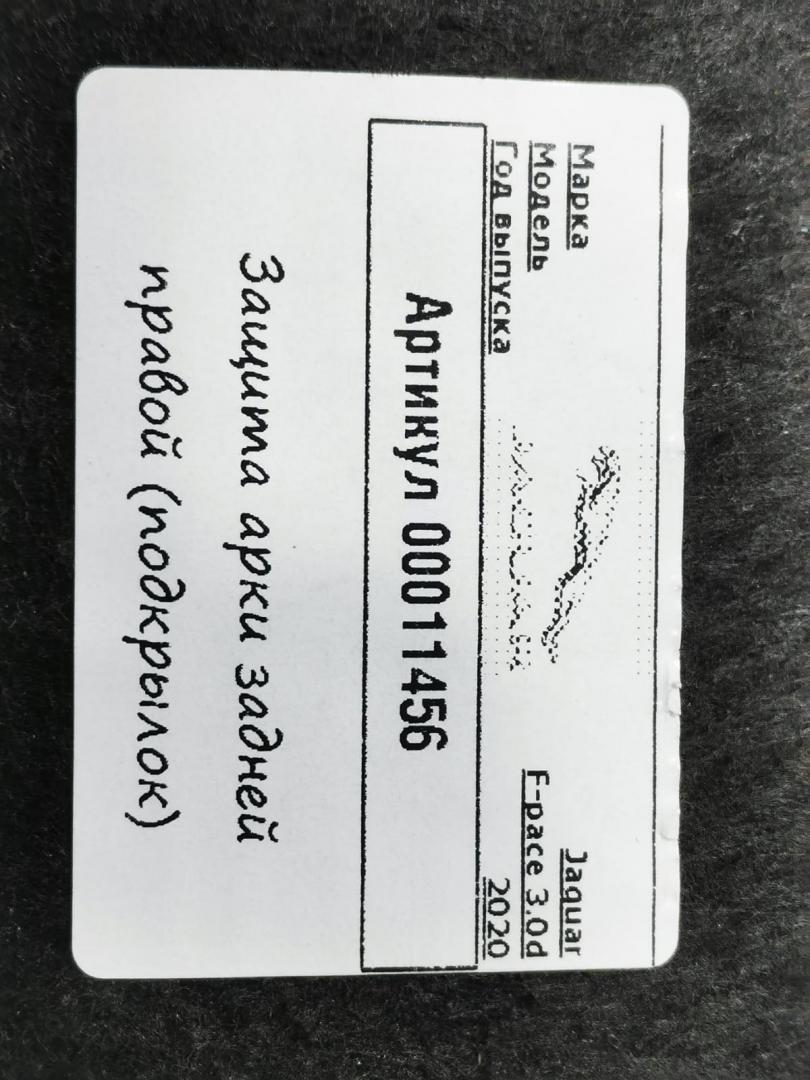 Марка Jaguar
Модель F-pace 3.0d
Год выпуска 2020
Артикул 00011456
Защита арки задней
правой (подкрылок)